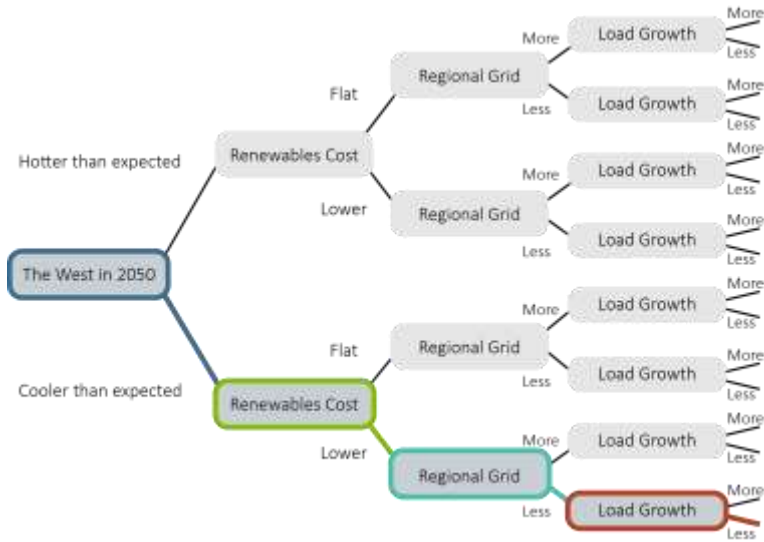 More
Load Growth
More
Less
Regional Grid
More
Flat
Less
Load Growth
Less
Renewables Cost
Hotter than expected
More
More
Load Growth
Less
Lower
Regional Grid
More
Less
Load Growth
Less
The West in 2050
More
More
Load Growth
Less
Flat
Regional Grid
More
Less
Load Growth
Less
Cooler than expected
Renewables Cost
More
More
Load Growth
Less
Lower
Regional Grid
More
Less
Load Growth
Less